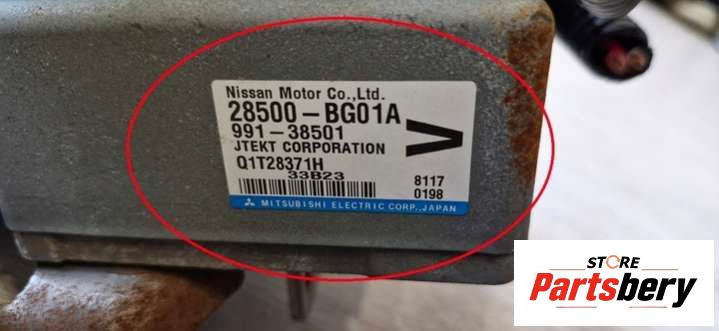 Nissan Motor Co.,Ltd.
28500-BG01A
991-38501
>
JTEKT CORPORATION
Q1T28371H
33B23
8117
0198
MITSUBISHI ELECTRIC CORP., JAPAN
STORE
Partsbery